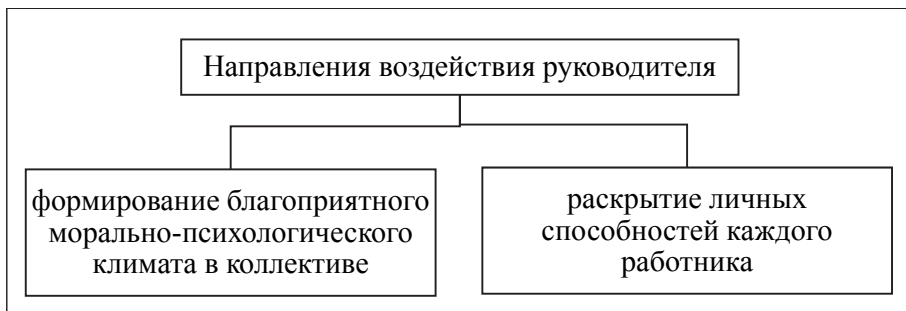 Направления воздействия руководителя
формирование благоприятного
морально-психологического
климата в коллективе
раскрытие личных
способностей каждого
работника